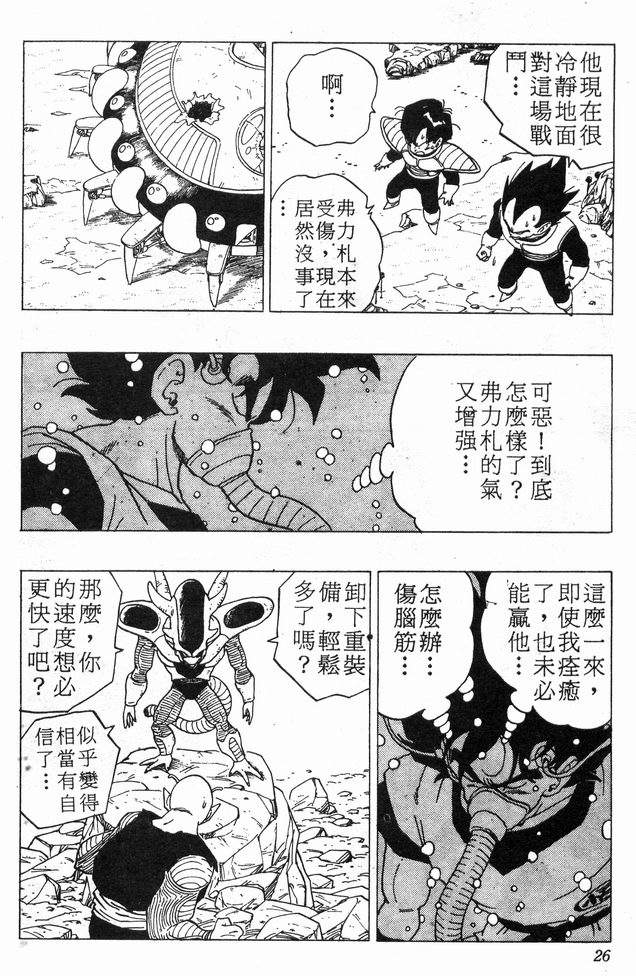 他現在很
冷靜地面
對這場戰
鬥…
啊…
弗力札本來
受傷，現在
居然沒
事了
可惡！到底
怎麼樣了？
弗力札的氣
又增强…
這麼一來，
即使我痊癒
了，也未必
能贏他…
怎麼辦…
傷腦筋…
卸下重裝
備，輕鬆
多了嗎？
那麼，你
的速度想必
更快了吧？
似乎變得
相當有自
信了…
26